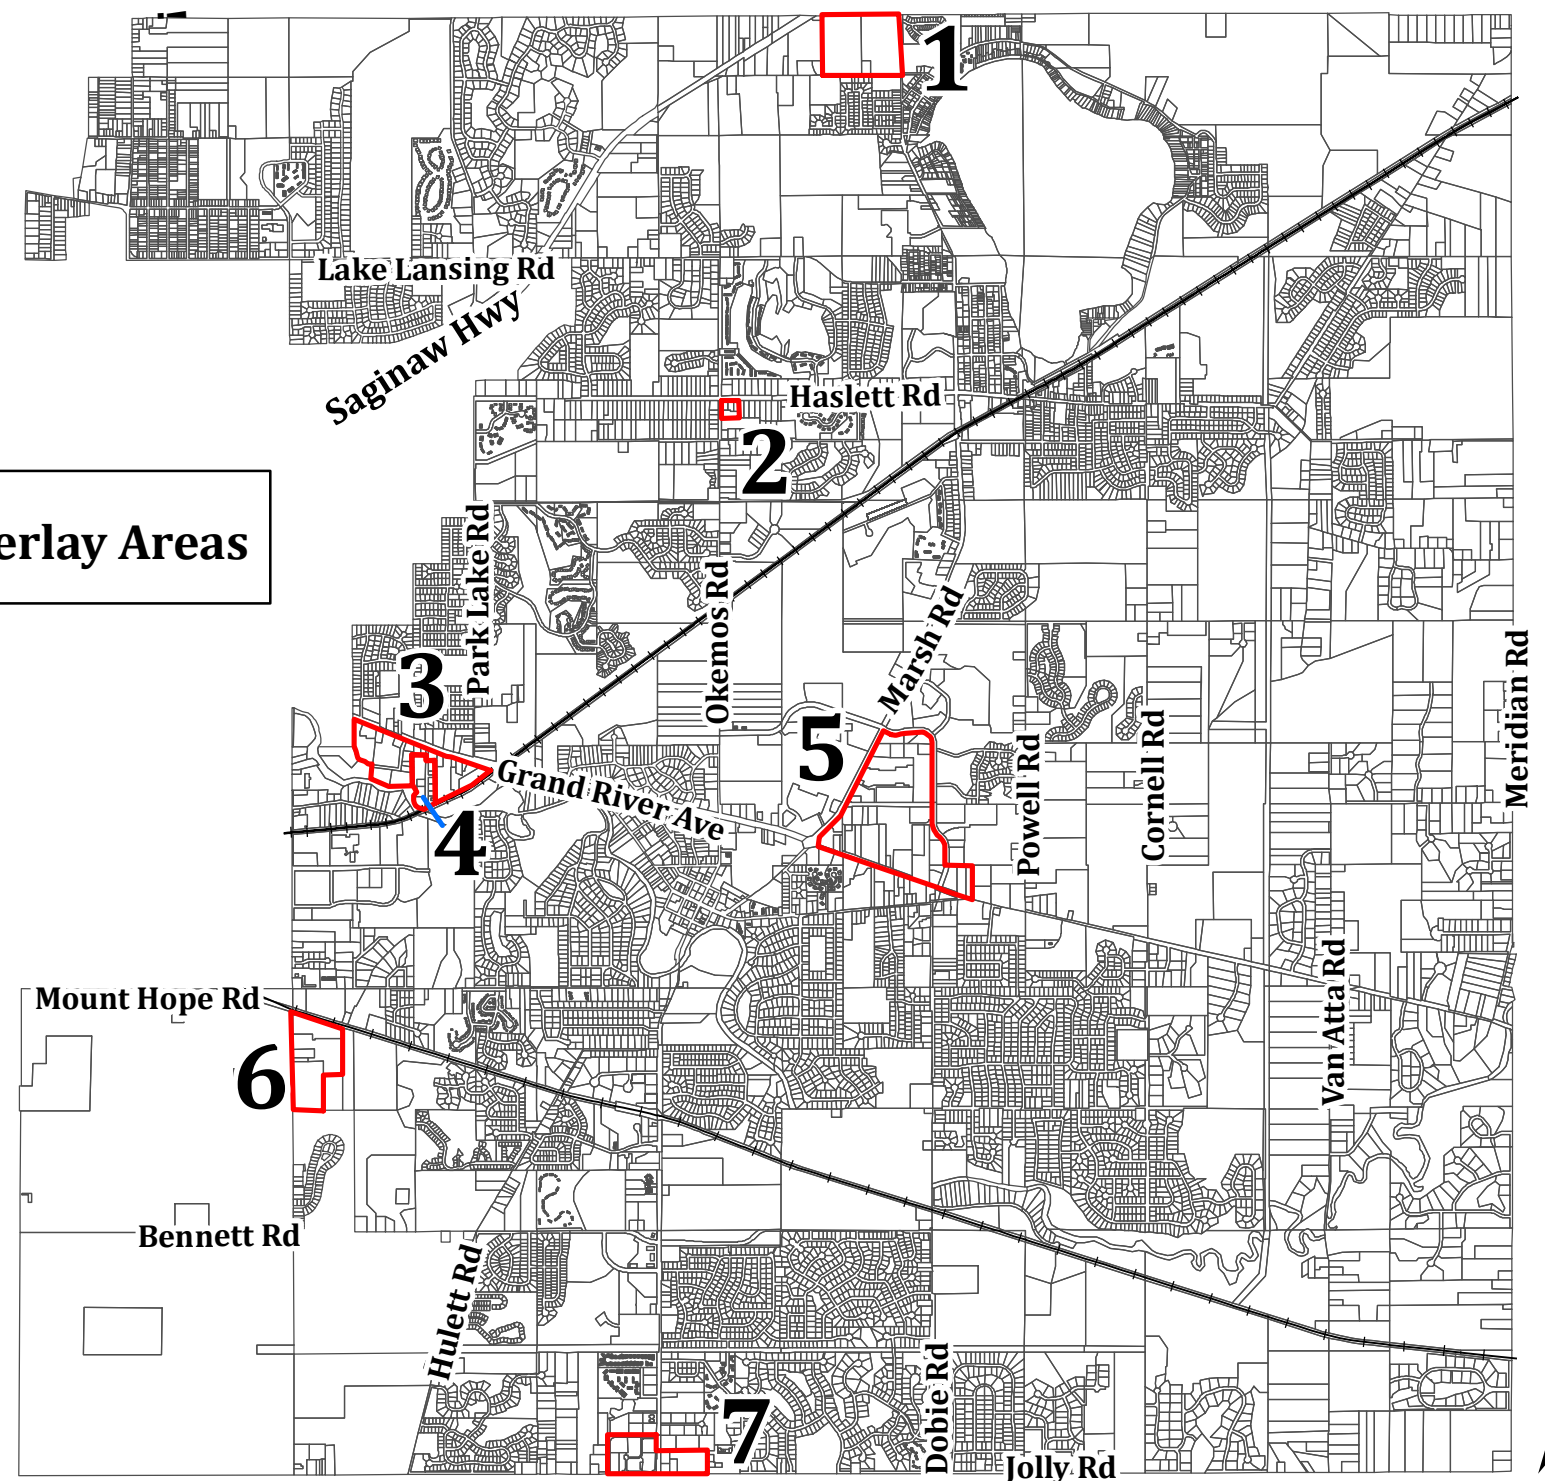 1
Lake Lansing Rd
Saginaw Hwy
Haslett Rd
2
Areas
Park Lake Rd
Okemos Rd
Marsh Rd
Meridian Rd
3
5
Powell Rd
Cornell Rd
Grand River Ave
4
Van Atta Rd
Mount Hope Rd
6
Bennett Rd
Hulett Rd
7
Dobie Rd
Jolly Rd